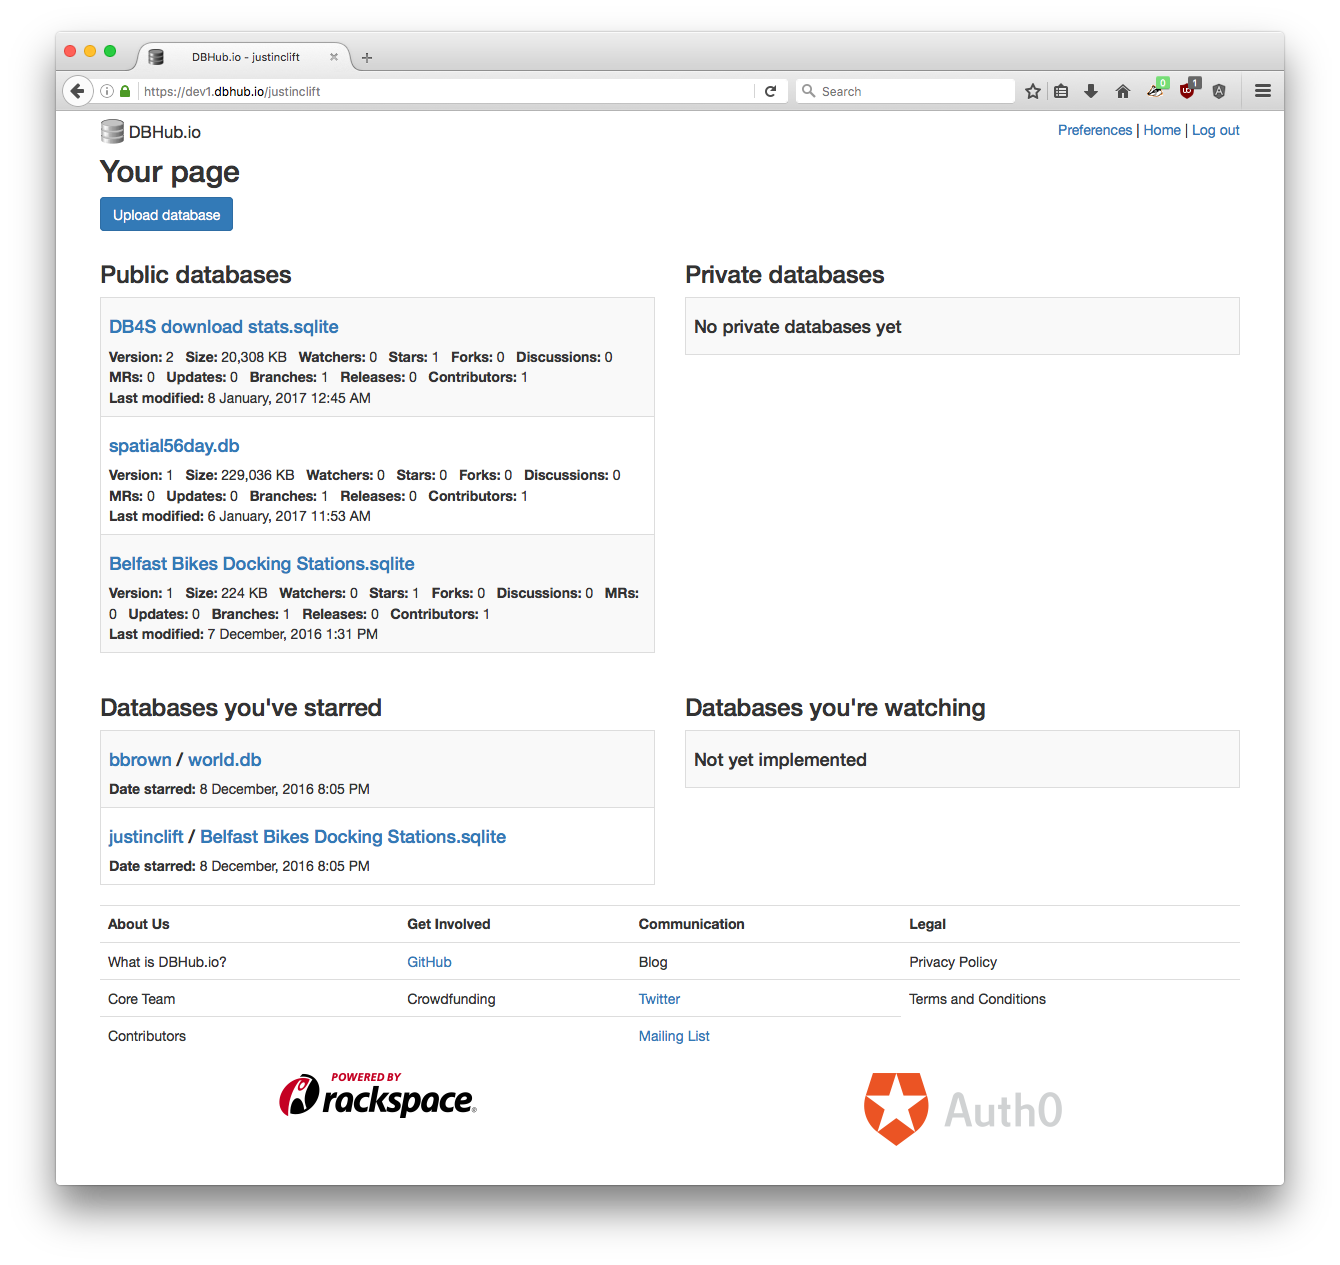 DBHub.io - justinclift
https://dev1.dbhub.io/justinclift
Search
0
1
DBHub.io
Preferences | Home | Log out
Your page
Upload database
Public databases
DB4S download stats.sqlite
Version: 2 Size: 20,308 KB Watchers: 0 Stars: 1 Forks: 0 Discussions: 0
MRs: 0 Updates: 0 Branches: 1 Releases: 0 Contributors: 1
Last modified: 8 January, 2017 12:45 AM
spatial56day.db
Version: 1 Size: 229,036 KB Watchers: 0 Stars: 0 Forks: 0 Discussions: 0
MRs: 0 Updates: 0 Branches: 1 Releases: 0 Contributors: 1
Last modified: 6 January, 2017 11:53 AM
Belfast Bikes Docking Stations.sqlite
Version: 1 Size: 224 KB Watchers: 0 Stars: 1 Forks: 0 Discussions: 0 MRs:
0 Updates: 0 Branches: 1 Releases: 0 Contributors: 1
Last modified: 7 December, 2016 1:31 PM
Private databases
No private databases yet
Databases you've starred
bbrown / world.db
Date starred: 8 December, 2016 8:05 PM
justinclift / Belfast Bikes Docking Stations.sqlite
Date starred: 8 December, 2016 8:05 PM
Databases you're watching
Not yet implemented
About Us Get Involved Communication Legal
What is DBHub.io? GitHub Blog Privacy Policy
Core Team Crowdfunding Twitter Terms and Conditions
Contributors Mailing List
POWERED BY
rackspace®
Auth0